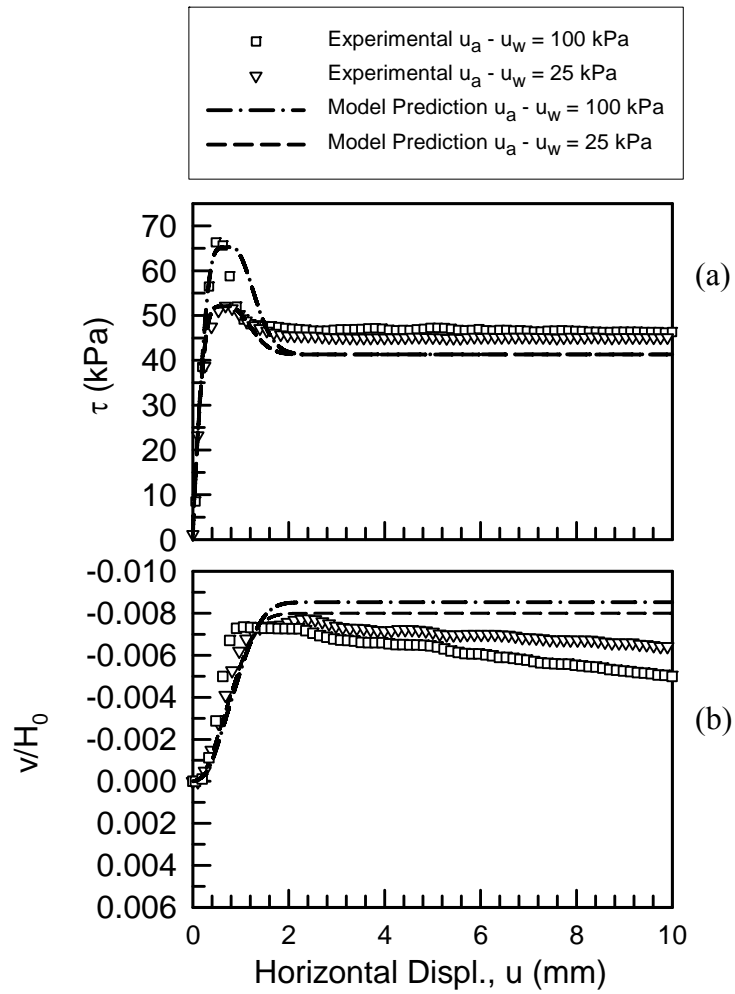 Experimental u_a - u_w = 100 kPa
Experimental u_a - u_w = 25 kPa
Model Prediction u_a - u_w = 100 kPa
Model Prediction u_a - u_w = 25 kPa
70
60
50
40
30
20
10
0
τ (kPa)
(a)
-0.010
-0.008
-0.006
-0.004
-0.002
0.000
0.002
0.004
0.006
v/H_0
(b)
0 2 4 6 8 10
Horizontal Displ., u (mm)